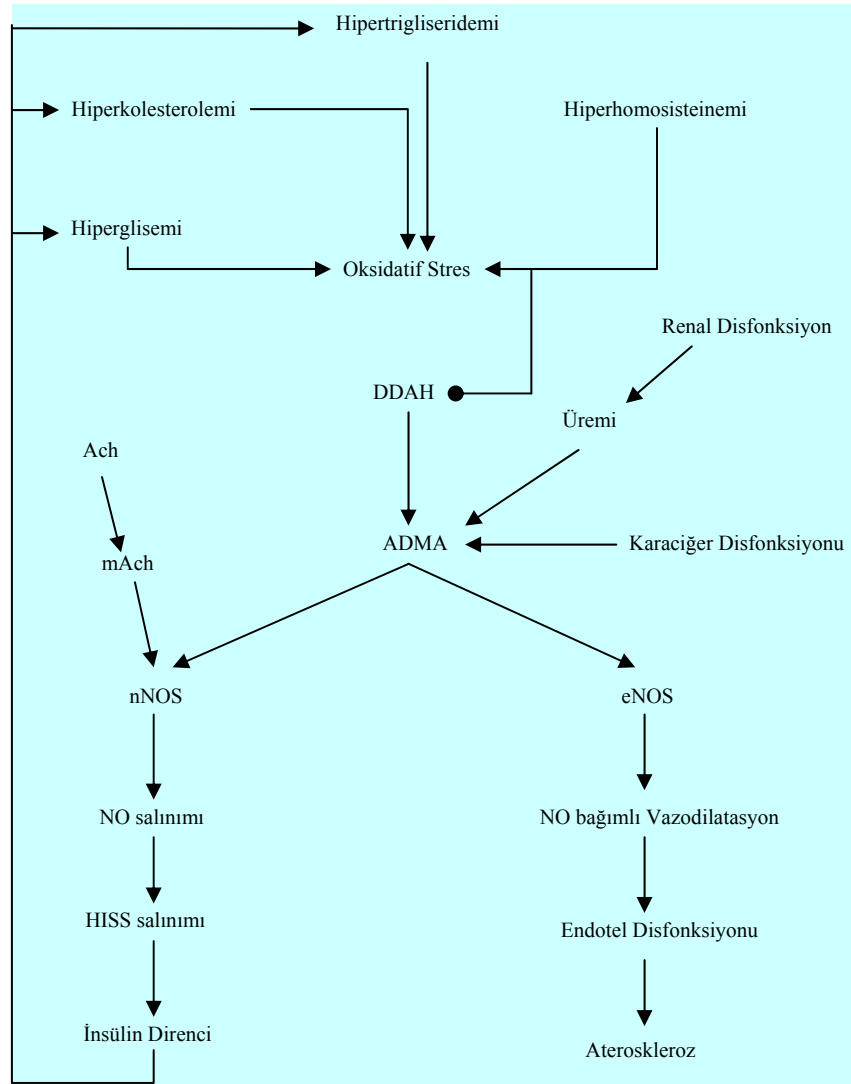 Hipertrigliseridemi
Hiperkolesterolemi
Hiperhomosisteinemi
Hiperglisemi
Oksidatif Stres
Renal Disfonksiyon
DDAH
Üremi
Ach
ADMA
Karaciğer Disfonksiyonu
mAch
nNOS
eNOS
NO salınımı
NO bağımlı Vazodilatasyon
HISS salınımı
Endotel Disfonksiyonu
İnsülin Direnci
Ateroskleroz